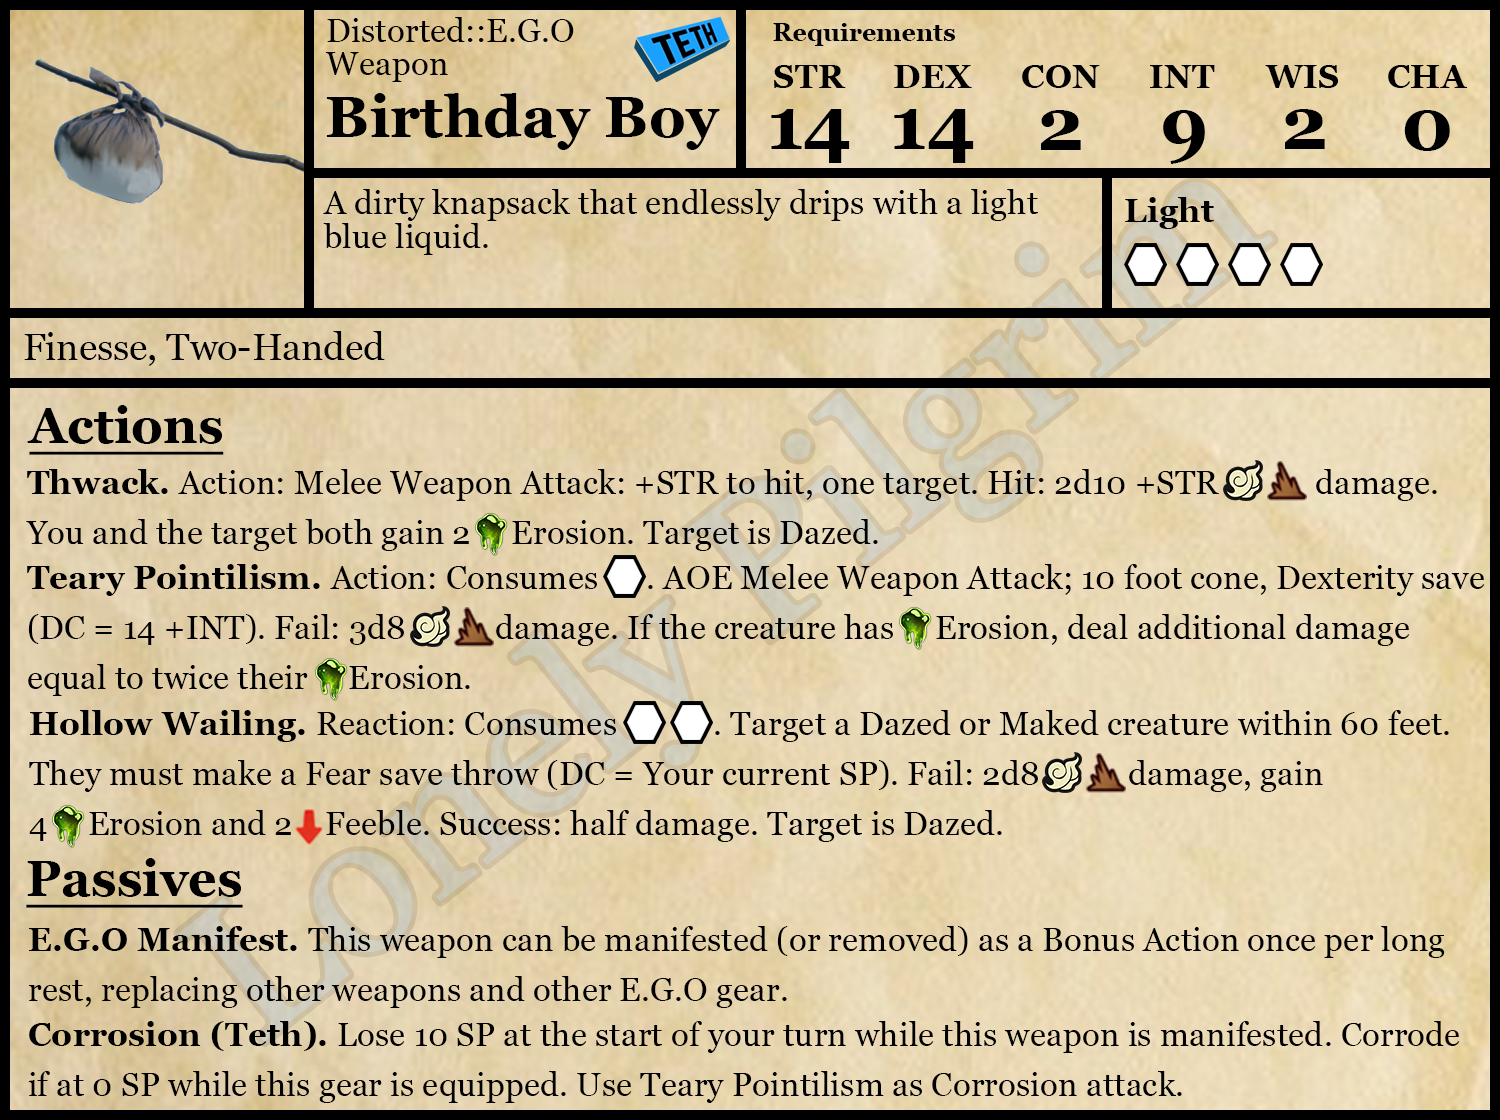 Distorted::E.G.O
Weapon
TETH
Birthday Boy
Requirements
STR DEX CON INT WIS CHA
14 14 2 9 2 0
A dirty knapsack that endlessly drips with a light
blue liquid.
Light
Finesse, Two-Handed
Actions
Thwack. Action: Melee Weapon Attack: +STR to hit, one target. Hit: 2d10 +STR damage.
You and the target both gain 2 Erosion. Target is Dazed.
Teary Pointilism. Action: Consumes . AOE Melee Weapon Attack; 10 foot cone, Dexterity save
(DC = 14 +INT). Fail: 3d8 damage. If the creature has Erosion, deal additional damage
equal to twice their Erosion.
Hollow Wailing. Reaction: Consumes . Target a Dazed or Maked creature within 60 feet.
They must make a Fear save throw (DC = Your current SP). Fail: 2d8 damage, gain
4 Erosion and 2 Feeble. Success: half damage. Target is Dazed.
Passives
E.G.O Manifest. This weapon can be manifested (or removed) as a Bonus Action once per long
rest, replacing other weapons and other E.G.O gear.
Corrosion (Teth). Lose 10 SP at the start of your turn while this weapon is manifested. Corrode
if at 0 SP while this gear is equipped. Use Teary Pointilism as Corrosion attack.
Lonely Pilgrim